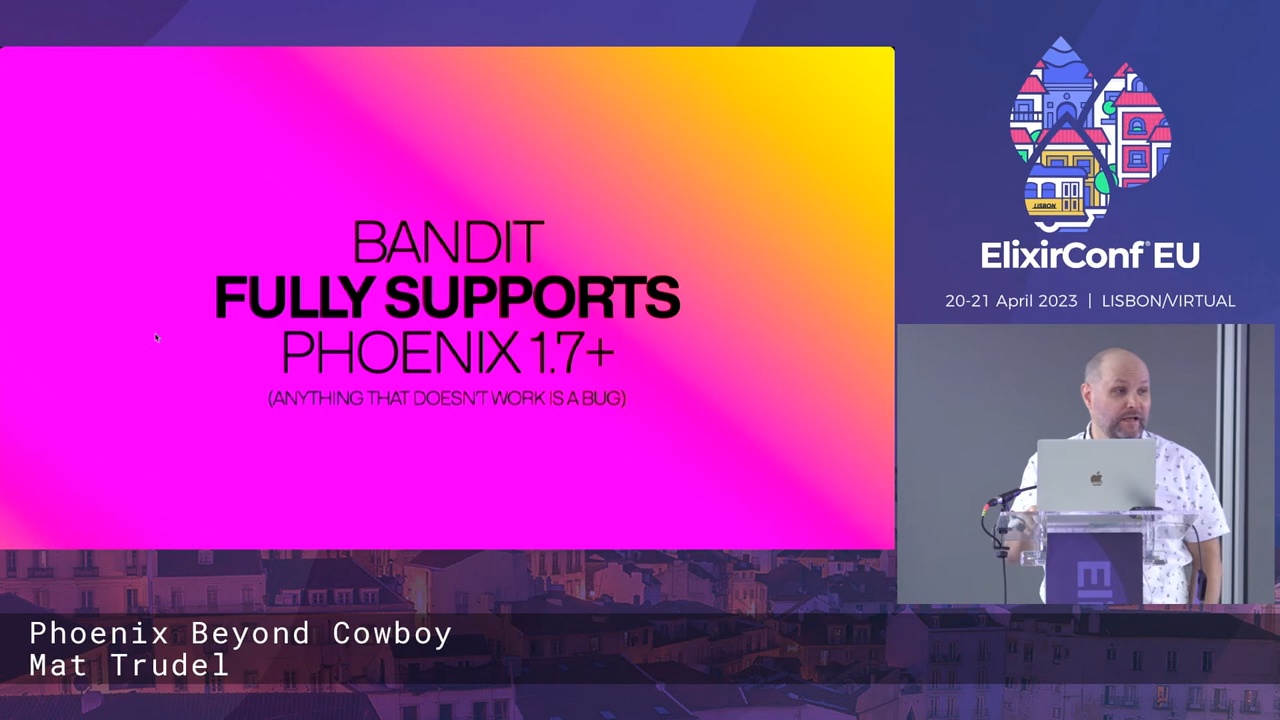 BANDIT
FULLY SUPPORTS
PHOENIX 1.7+
(ANYTHING THAT DOESN'T WORK IS A BUG)
LISBON
ElixirConf® EU
20-21 April 2023 | LISBON/VIRTUAL
Phoenix Beyond Cowboy
Mat Trudel